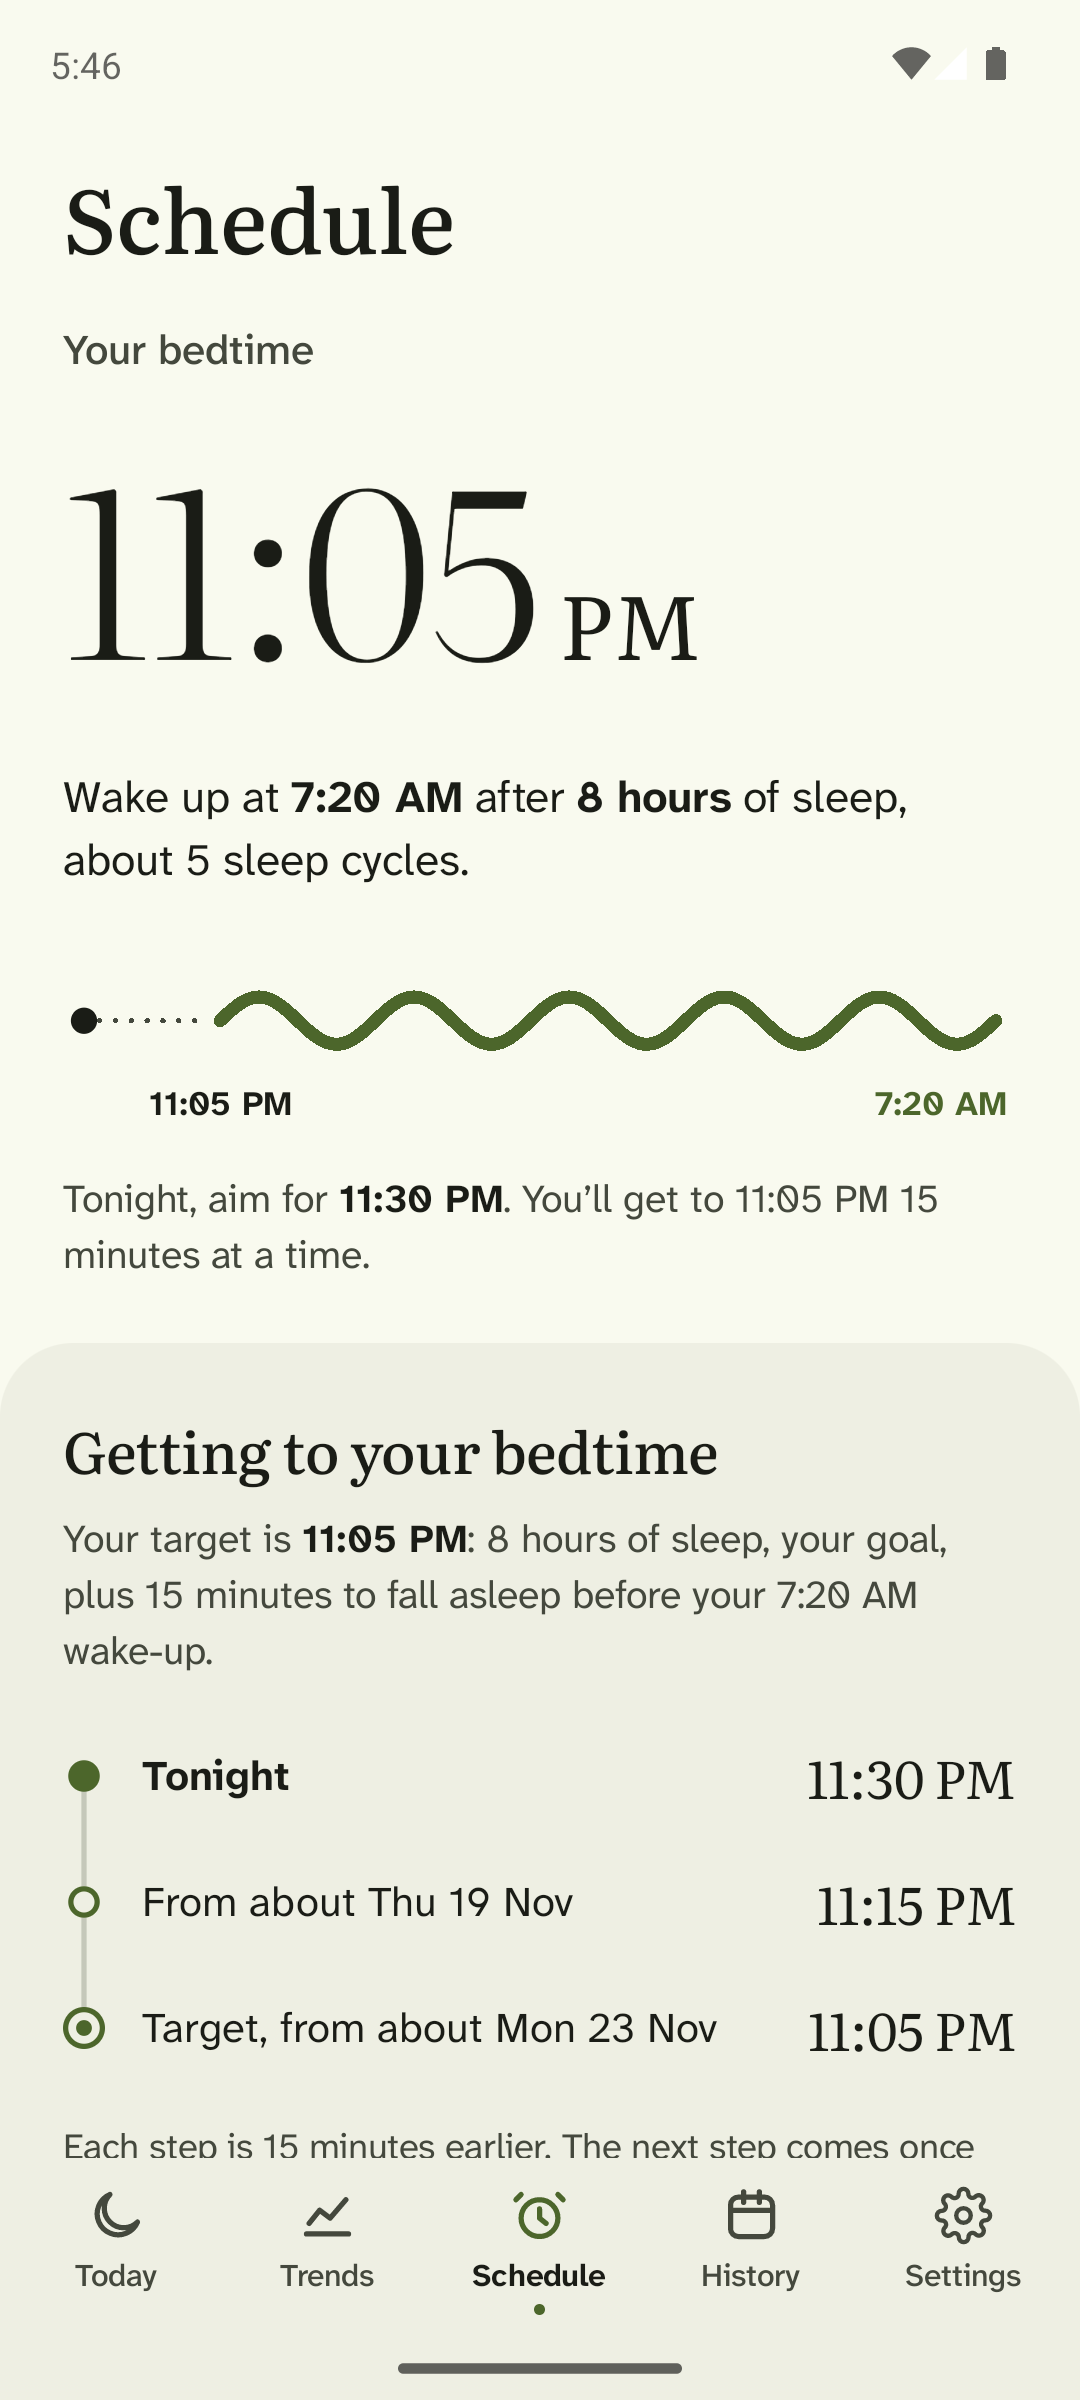 5:46
Schedule
Your bedtime
11:05 PM
Wake up at 7:20 AM after 8 hours of sleep,
about 5 sleep cycles.
11:05 PM
7:20 AM
Tonight, aim for 11:30 PM. You’ll get to 11:05 PM 15
minutes at a time.
Getting to your bedtime
Your target is 11:05 PM: 8 hours of sleep, your goal,
plus 15 minutes to fall asleep before your 7:20 AM
wake-up.
Tonight 11:30 PM
From about Thu 19 Nov 11:15 PM
Target, from about Mon 23 Nov 11:05 PM
Each step is 15 minutes earlier. The next step comes once
Today Trends Schedule History Settings